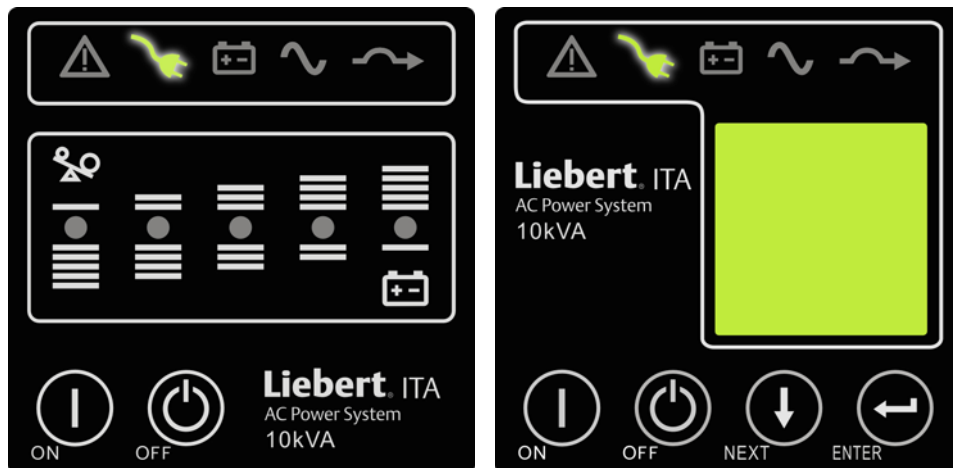 ON
OFF
Liebert® ITA
AC Power System
10kVA
Liebert® ITA
AC Power System
10kVA
ON
OFF
NEXT
ENTER